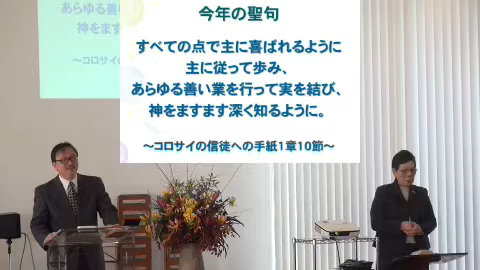 今年の聖句
すべての点で主に喜ばれるように
主に従って歩み、
あらゆる善い業を行って実を結び、
神をますます深く知るように。
～コロサイの信徒への手紙1章10節～
あらゆる善い
神をます
～コロサイ